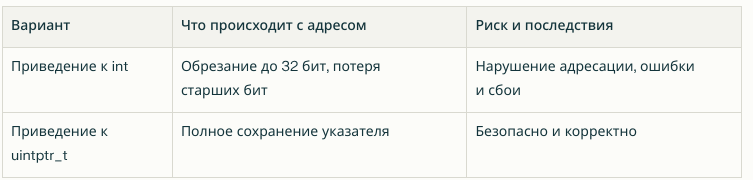 Вариант
Что происходит с адресом
Риск и последствия
Приведение к int
Обрезание до 32 бит, потеря
старших бит
Нарушение адресации, ошибки
и сбои
Приведение к
uintptr_t
Полное сохранение указателя
Безопасно и корректно